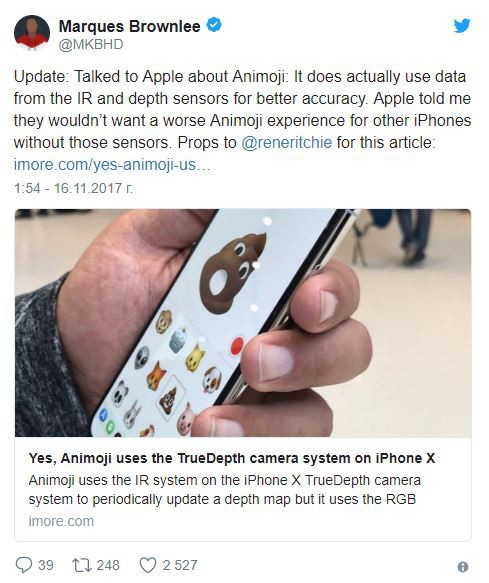 Marques Brownlee
@MKBHD
Update: Talked to Apple about Animoji: It does actually use data
from the IR and depth sensors for better accuracy. Apple told me
they wouldn’t want a worse Animoji experience for other iPhones
without those sensors. Props to @reneritchie for this article:
imore.com/yes-animoji-us…
1:54 - 16.11.2017 г.
Yes, Animoji uses the TrueDepth camera system on iPhone X
Animoji uses the IR system on the iPhone X TrueDepth camera
system to periodically update a depth map but it uses the RGB
imore.com
39 248 2 527